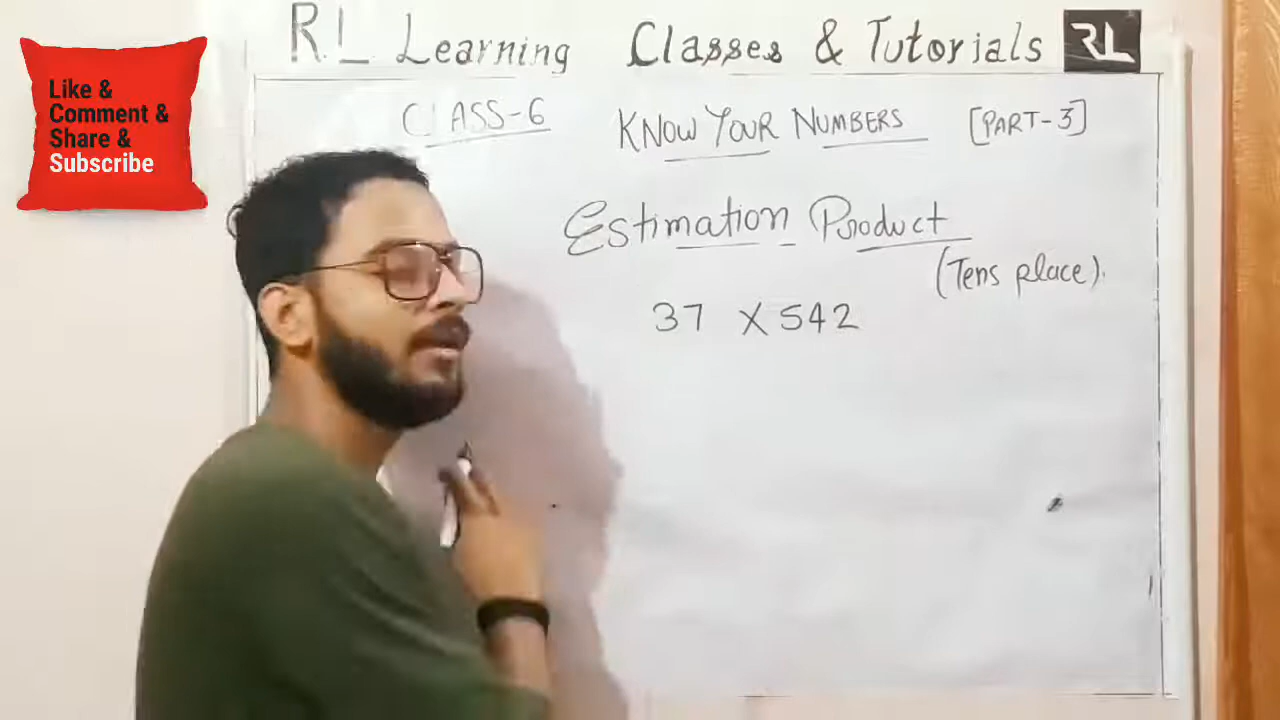 R.L Learning Classes & Tutorials RL
Like &
Comment &
Share &
Subscribe
CLASS-6 KNOW YOUR NUMBERS [PART-3]
Estimation Product
(Tens place).
37 X 542